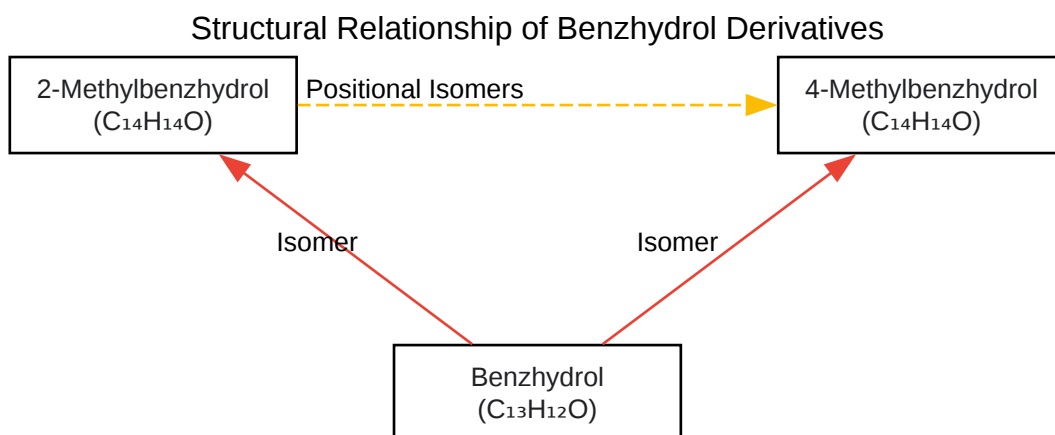 Structural Relationship of Benzhydrol Derivatives
2-Methylbenzhydrol
(C₁₄H₁₄O)
Positional Isomers
4-Methylbenzhydrol
(C₁₄H₁₄O)
Isomer
Isomer
Benzhydrol
(C₁₃H₁₂O)